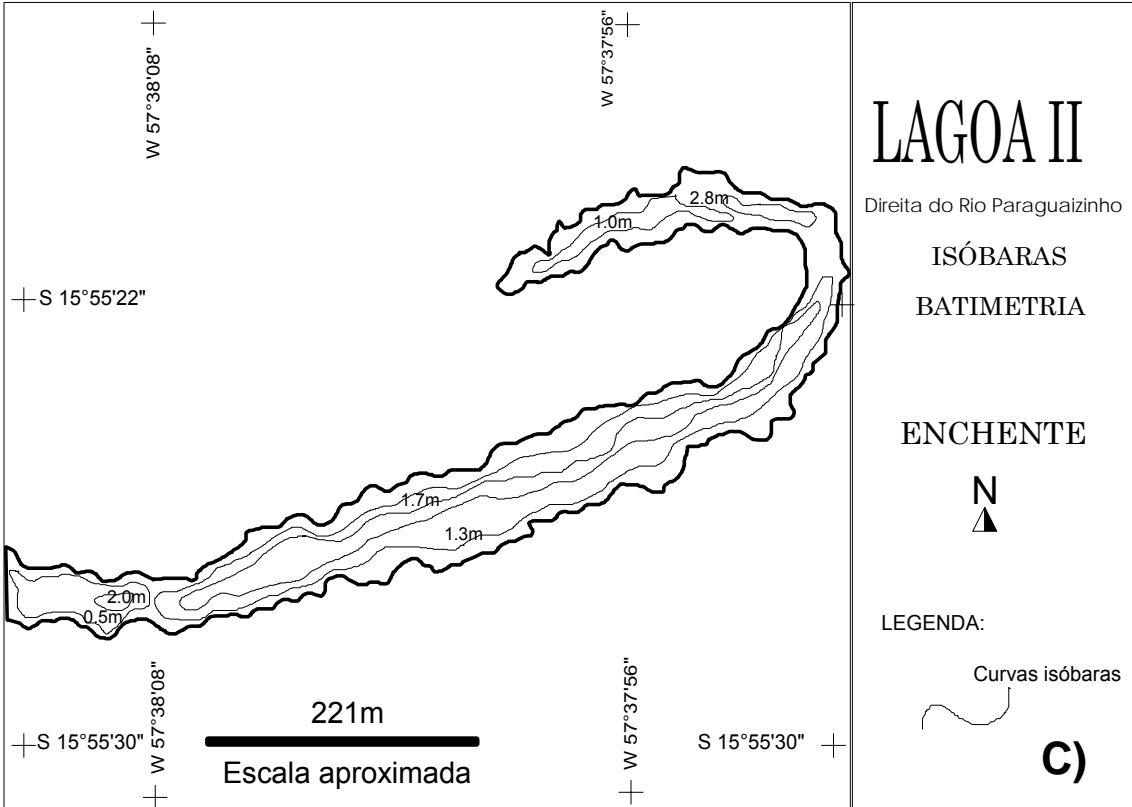 W 57°38'08"
W 57°37'56"
2.8m
1.0m
S 15°55'22"
1.7m
1.3m
2.0m
0.5m
W 57°38'08"
W 57°37'56"
S 15°55'30"
S 15°55'30"
221m
Escala aproximada
LAGOA II
Direita do Rio Paraguaizinho
ISÓBARAS
BATIMETRIA
ENCHENTE
N
LEGENDA:
Curvas isóbaras
C)